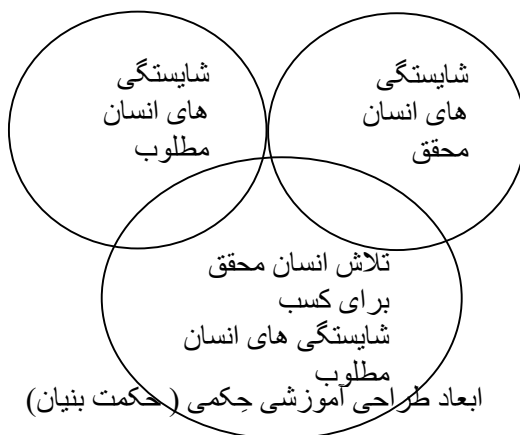 شایستگی
های انسان
محقق
شایستگی
های انسان
مطلوب
تلاش انسان محقق
برای کسب
شایستگی های انسان
مطلوب
ابعاد طراحی آموزشی حِکمی ( حکمت بنیان)